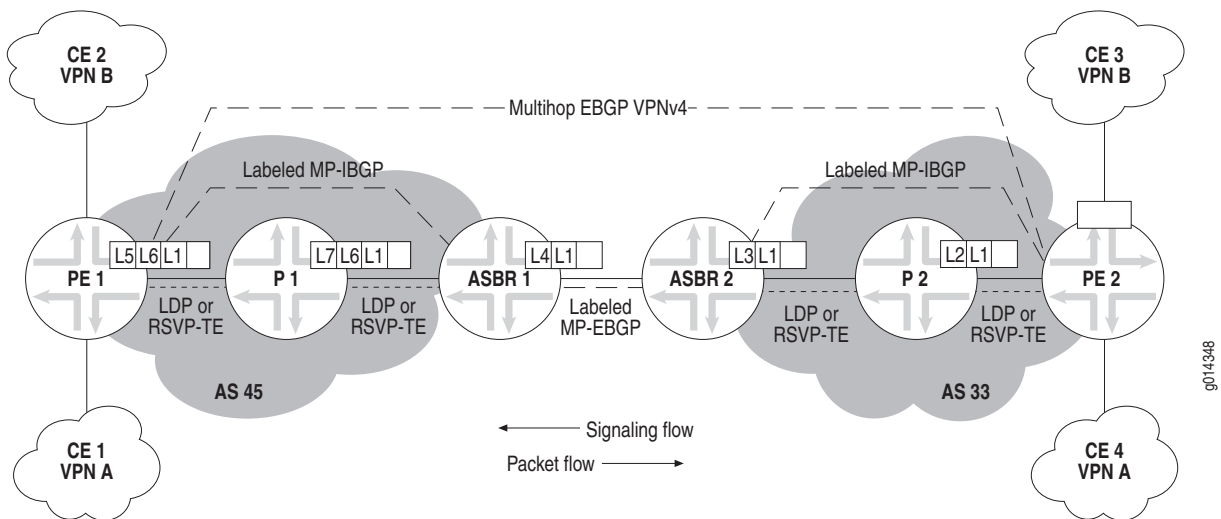 CE 2
VPN B
CE 3
VPN B
Multihop EBGP VPNv4
Labeled MP-IBGP
Labeled MP-IBGP
L5 L6 L1
L7 L6 L1
L4 L1
L3 L1
L2 L1
PE 1
P 1
ASBR 1
ASBR 2
P 2
PE 2
LDP or
RSVP-TE
LDP or
RSVP-TE
Labeled
MP-EBGP
LDP or
RSVP-TE
LDP or
RSVP-TE
AS 45
AS 33
Signaling flow
Packet flow
CE 1
VPN A
CE 4
VPN A
g014348